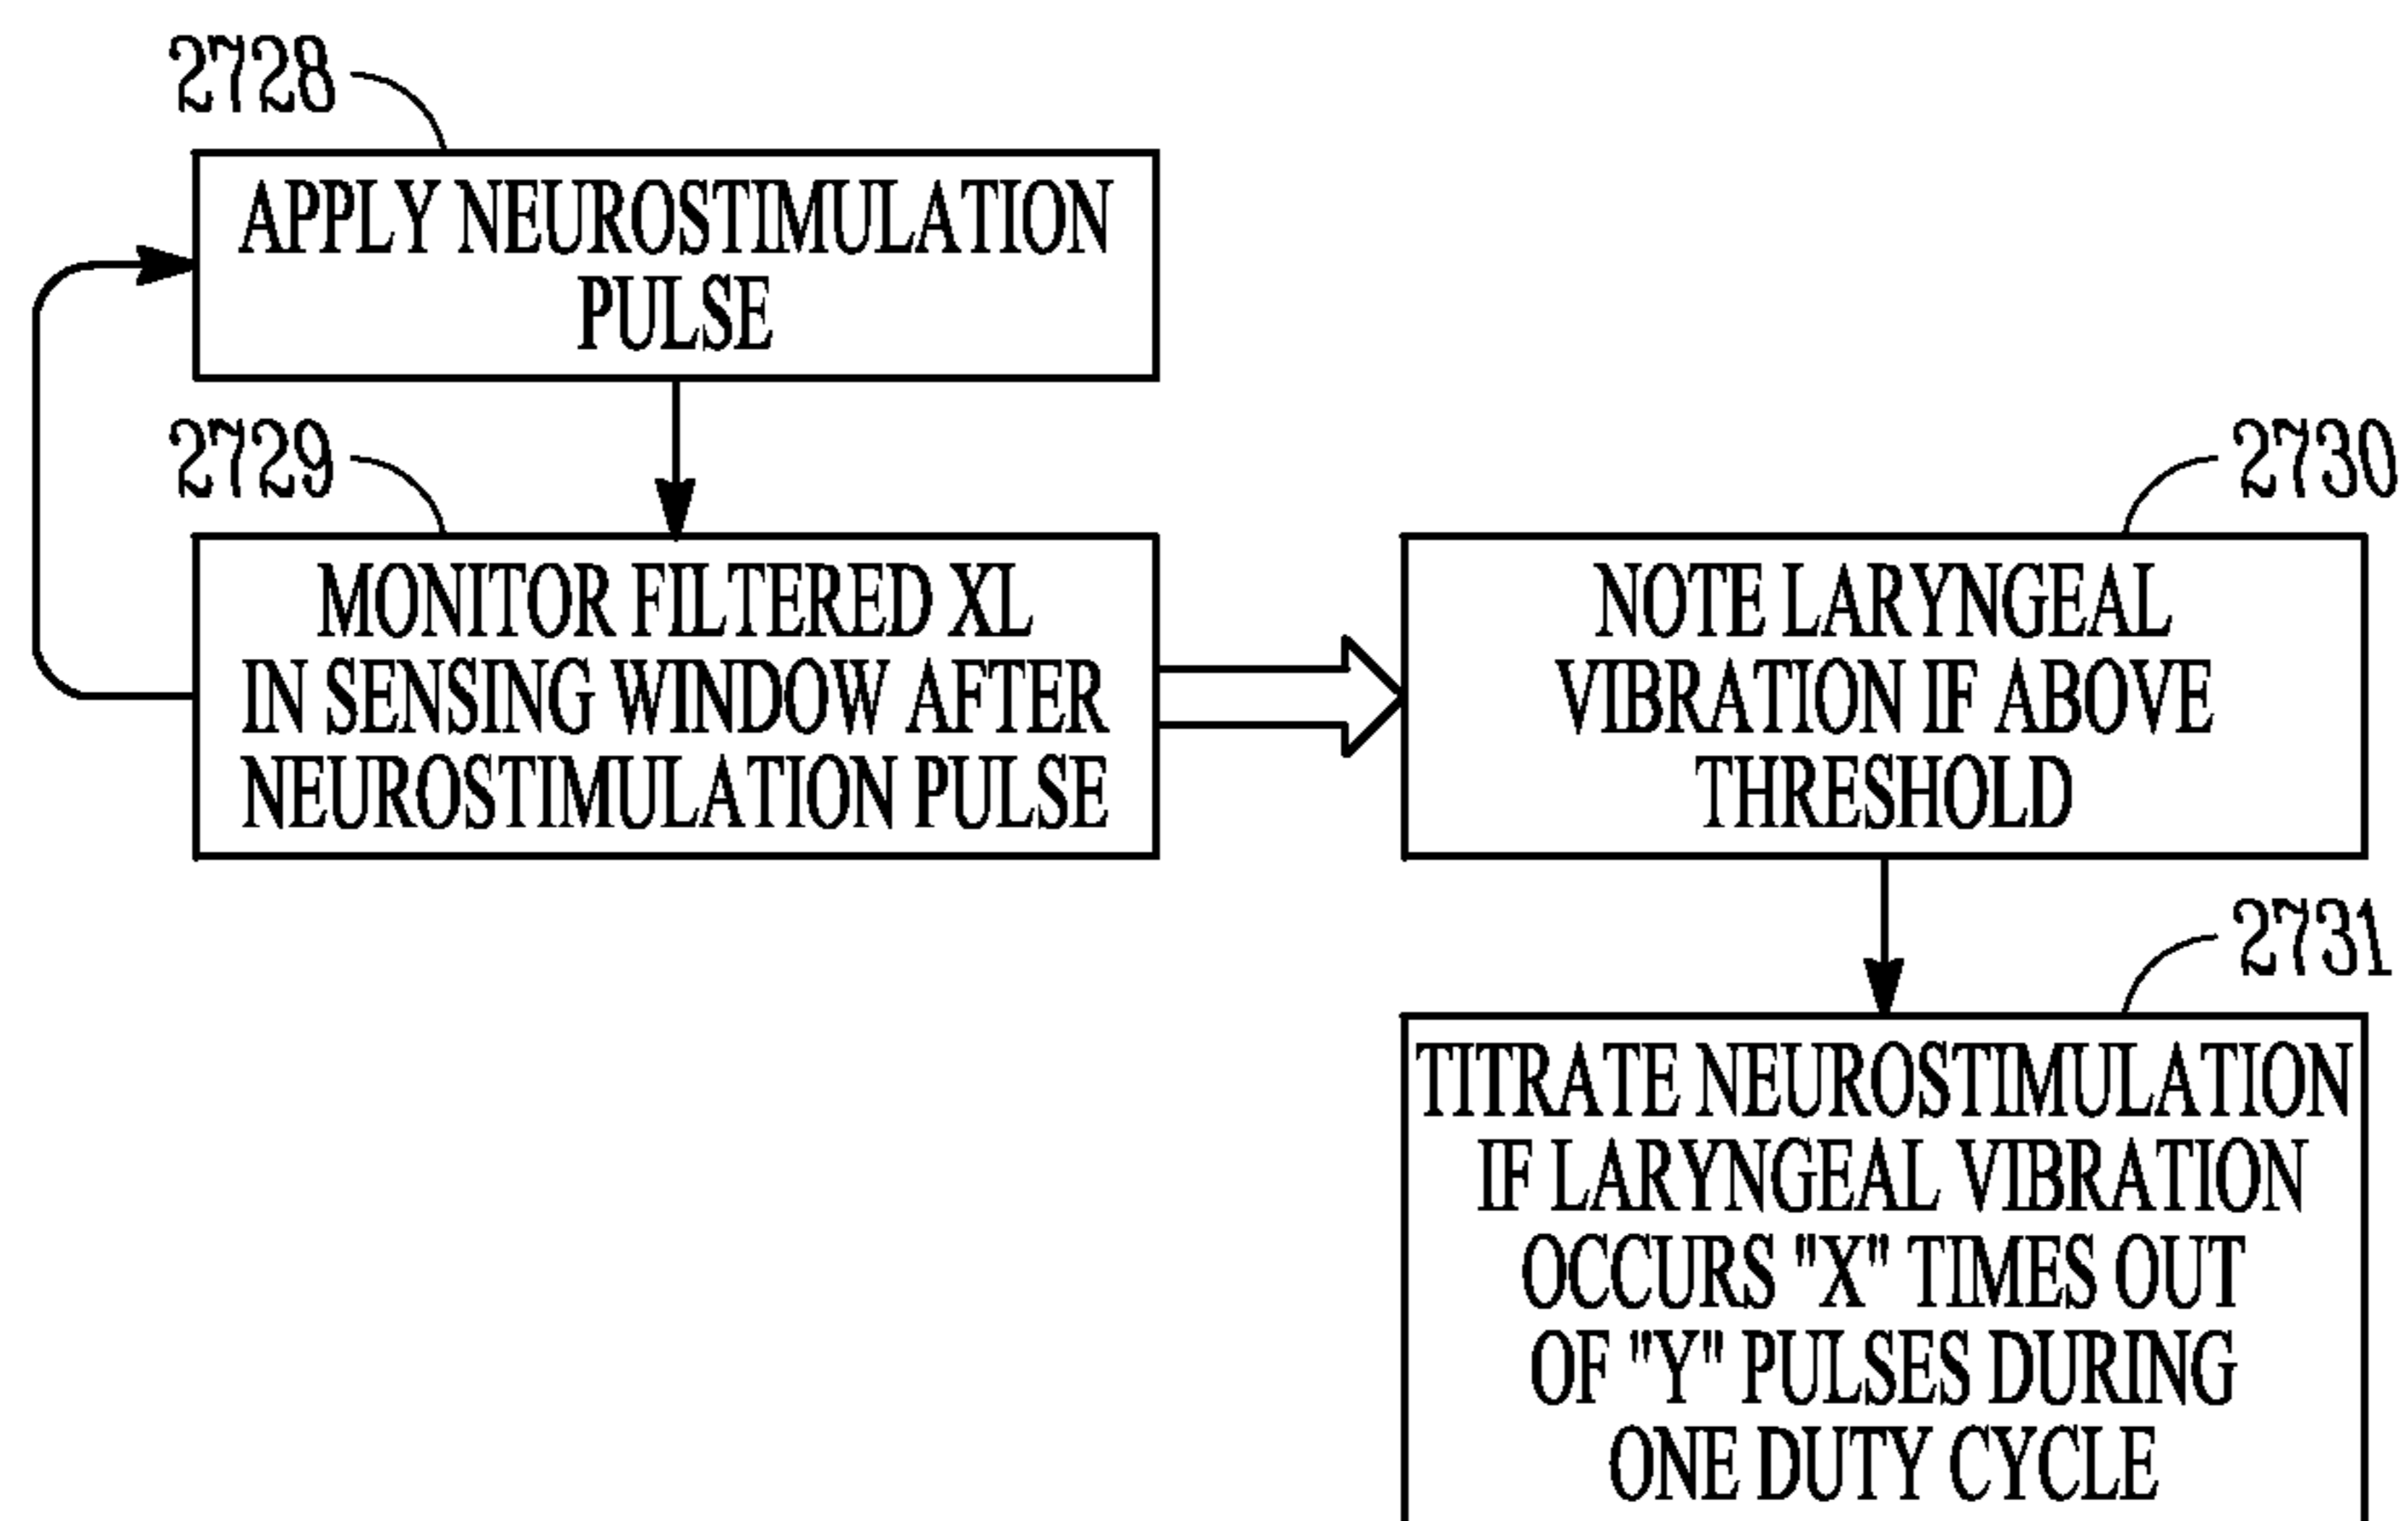 2728
APPLY NEUROSTIMULATION
PULSE
2729
MONITOR FILTERED XL
IN SENSING WINDOW AFTER
NEUROSTIMULATION PULSE
2730
NOTE LARYNGEAL
VIBRATION IF ABOVE
THRESHOLD
2731
TITRATE NEUROSTIMULATION
IF LARYNGEAL VIBRATION
OCCURS "X" TIMES OUT
OF "Y" PULSES DURING
ONE DUTY CYCLE